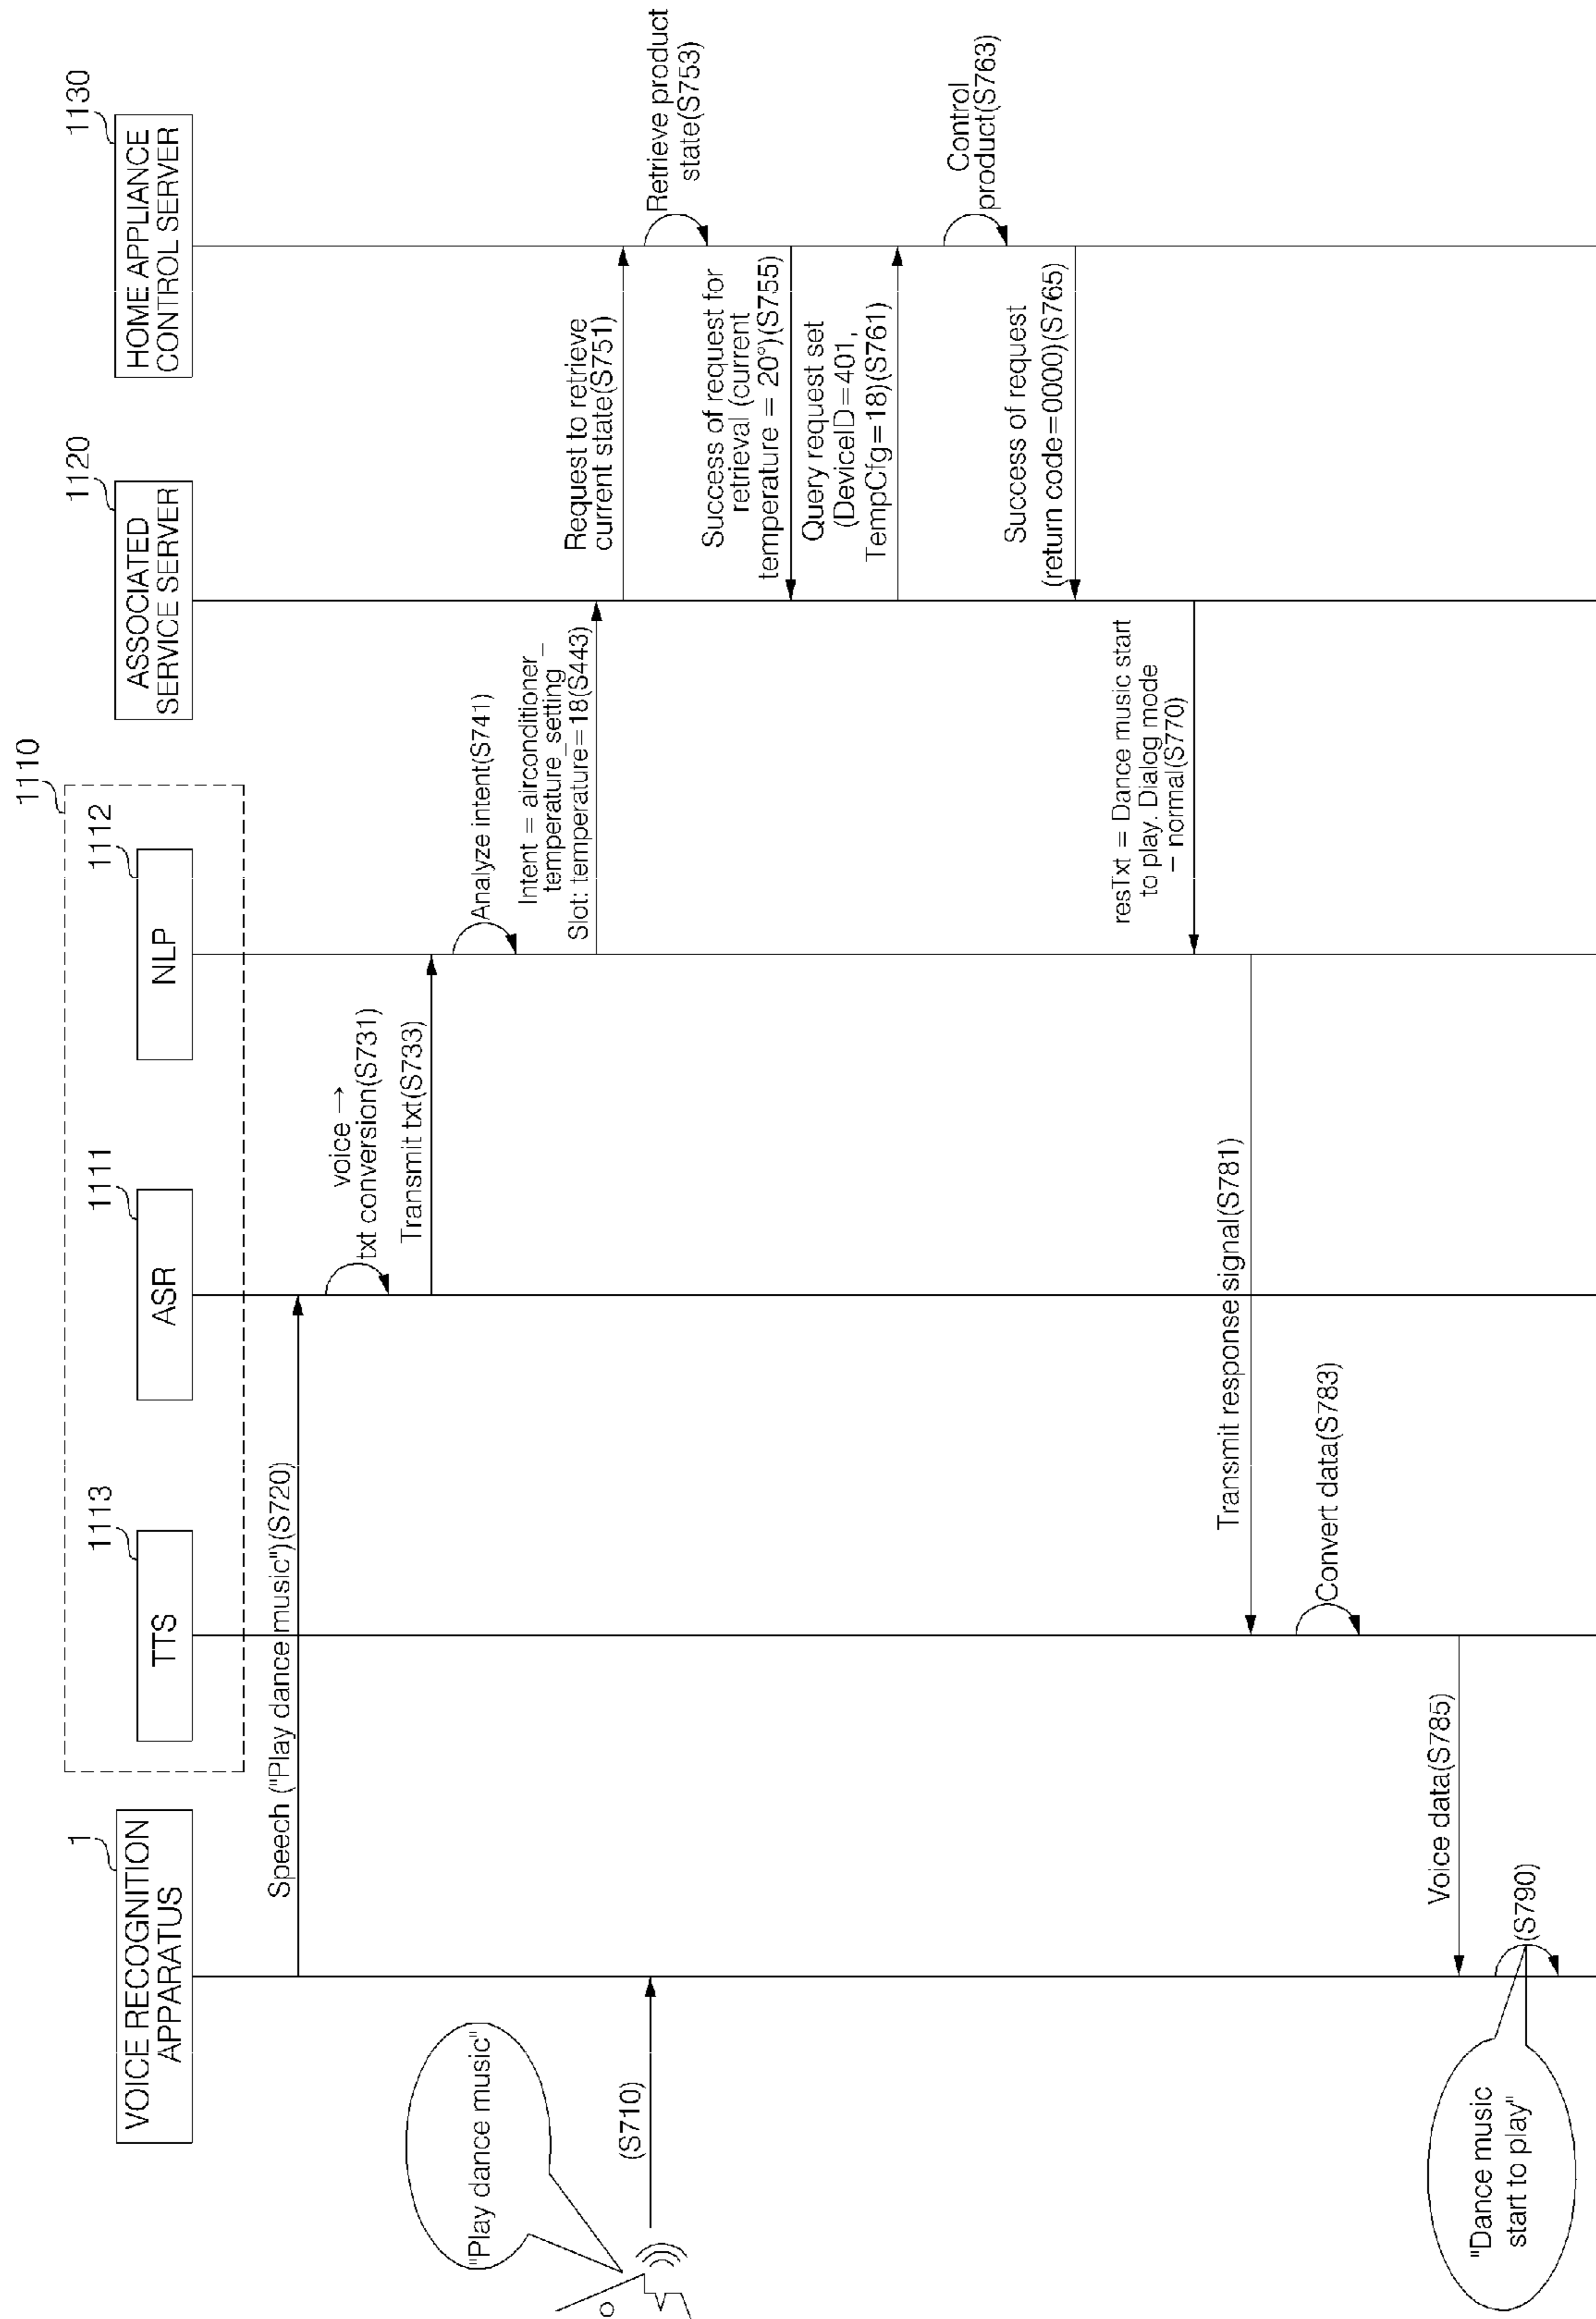 1110
1
1113
1111
1112
1120
1130
VOICE RECOGNITION
APPARATUS
TTS
ASR
NLP
ASSOCIATED
SERVICE SERVER
HOME APPLIANCE
CONTROL SERVER
Speech ("Play dance music")(S720)
voice →
txt conversion(S731)
Transmit txt(S733)
"Play dance music"
(S710)
Analyze intent(S741)
Intent = airconditioner_
temperature_setting
Slot: temperature=18(S443)
Request to retrieve
current state(S751)
Retrieve product
state(S753)
Success of request for
retrieval (current
temperature = 20°)(S755)
Query request set
(DeviceID=401,
TempCfg=18)(S761)
Control
product(S763)
Success of request
(return code=0000)(S765)
resTxt = Dance music start
to play. Dialog mode
– normal(S770)
Transmit response signal(S781)
Convert data(S783)
Voice data(S785)
(S790)
"Dance music
start to play"